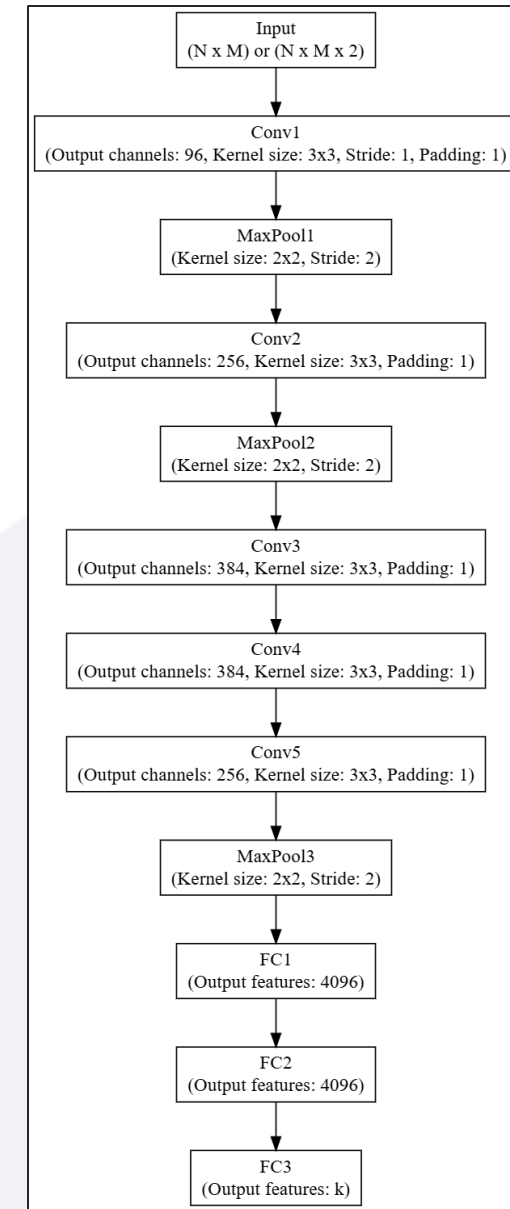 Input
(N x M) or (N x M x 2)
Conv1
(Output channels: 96, Kernel size: 3x3, Stride: 1, Padding: 1)
MaxPool1
(Kernel size: 2x2, Stride: 2)
Conv2
(Output channels: 256, Kernel size: 3x3, Padding: 1)
MaxPool2
(Kernel size: 2x2, Stride: 2)
Conv3
(Output channels: 384, Kernel size: 3x3, Padding: 1)
Conv4
(Output channels: 384, Kernel size: 3x3, Padding: 1)
Conv5
(Output channels: 256, Kernel size: 3x3, Padding: 1)
MaxPool3
(Kernel size: 2x2, Stride: 2)
FC1
(Output features: 4096)
FC2
(Output features: 4096)
FC3
(Output features: k)